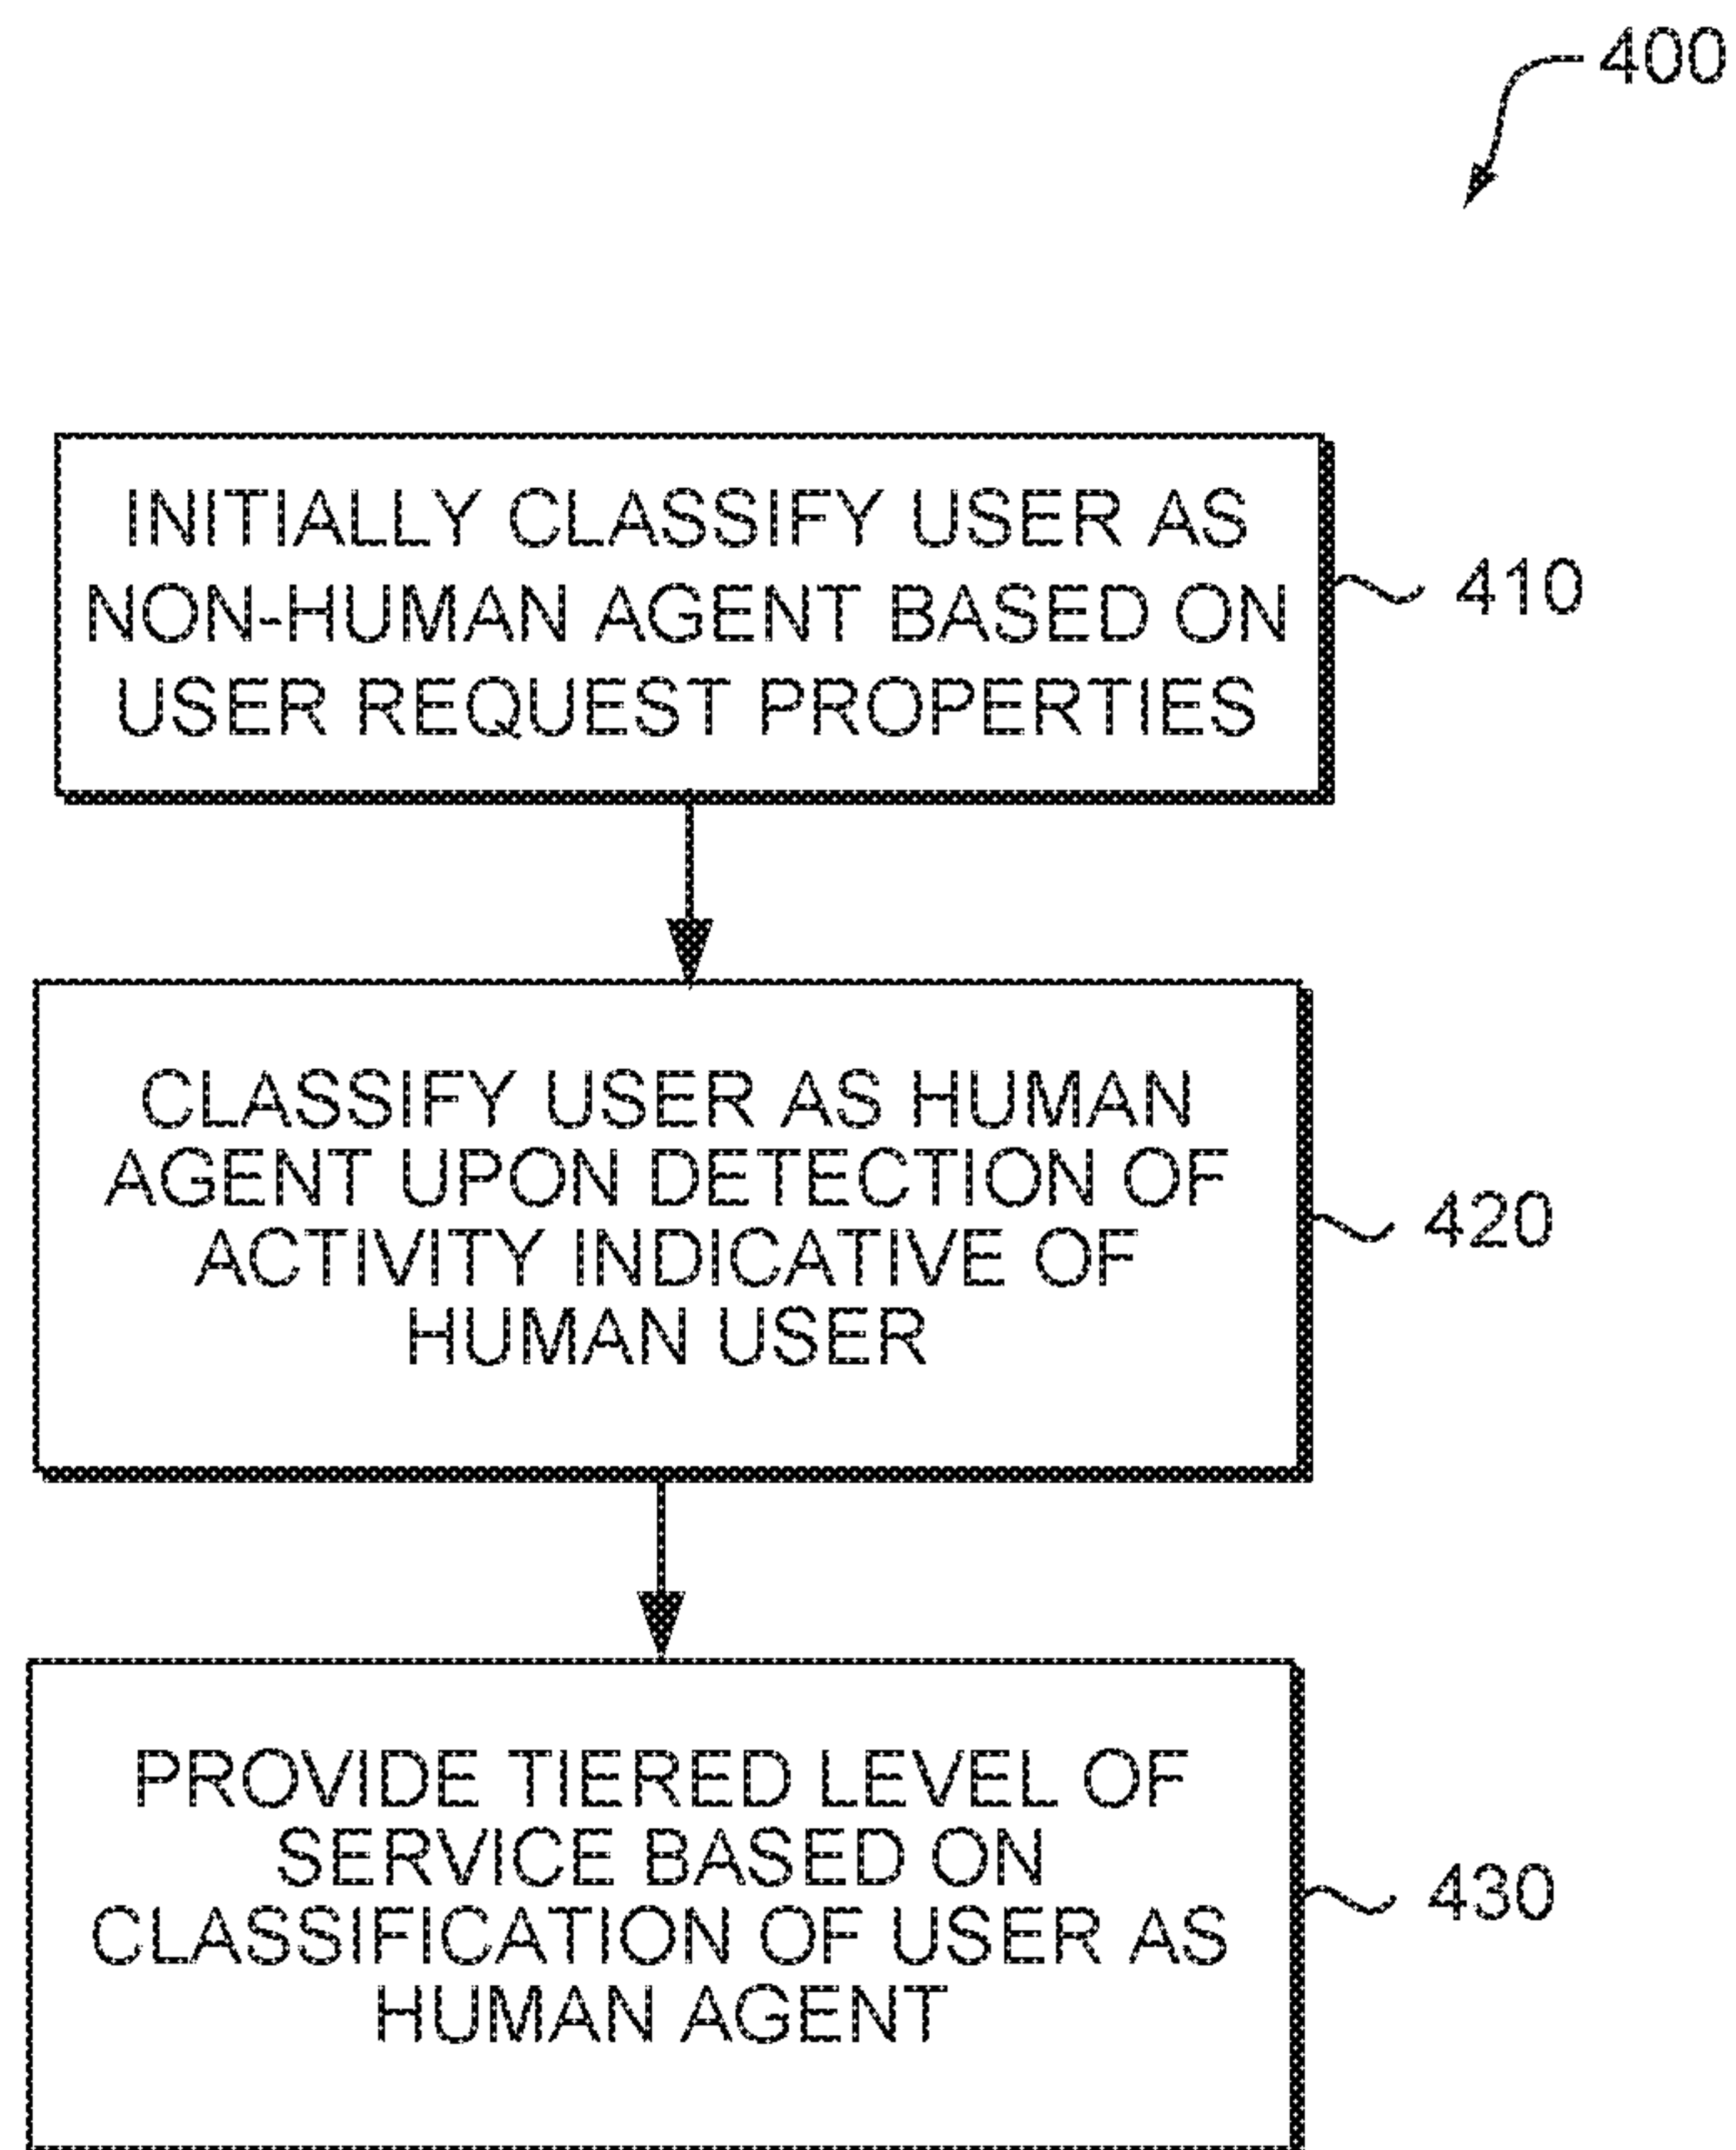 400
INITIALLY CLASSIFY USER AS
NON-HUMAN AGENT BASED ON
USER REQUEST PROPERTIES
410
CLASSIFY USER AS HUMAN
AGENT UPON DETECTION OF
ACTIVITY INDICATIVE OF
HUMAN USER
420
PROVIDE TIERED LEVEL OF
SERVICE BASED ON
CLASSIFICATION OF USER AS
HUMAN AGENT
430